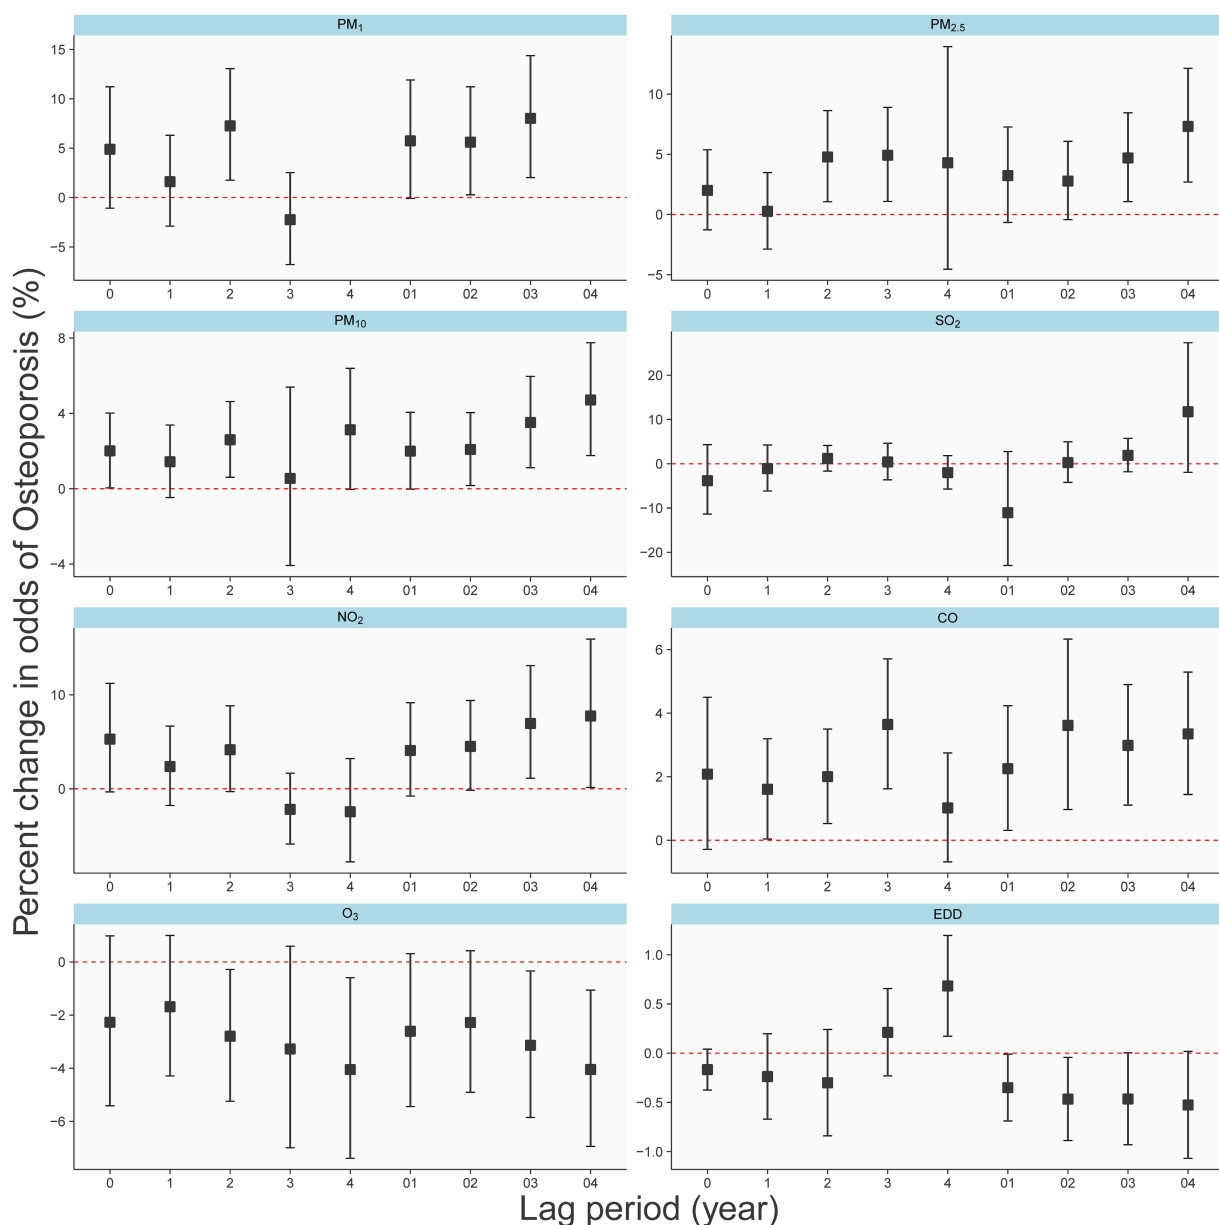 Percent change in odds of Osteoporosis (%)
PM₁
15
10
5
0
−5
0 1 2 3 4 01 02 03 04
PM₂.₅
10
5
0
−5
0 1 2 3 4 01 02 03 04
PM₁₀
8
4
0
−4
0 1 2 3 4 01 02 03 04
SO₂
20
10
0
−10
−20
0 1 2 3 4 01 02 03 04
NO₂
10
0
0 1 2 3 4 01 02 03 04
CO
6
4
2
0
0 1 2 3 4 01 02 03 04
O₃
0
−2
−4
−6
0 1 2 3 4 01 02 03 04
EDD
1.0
0.5
0.0
−0.5
−1.0
0 1 2 3 4 01 02 03 04
Lag period (year)